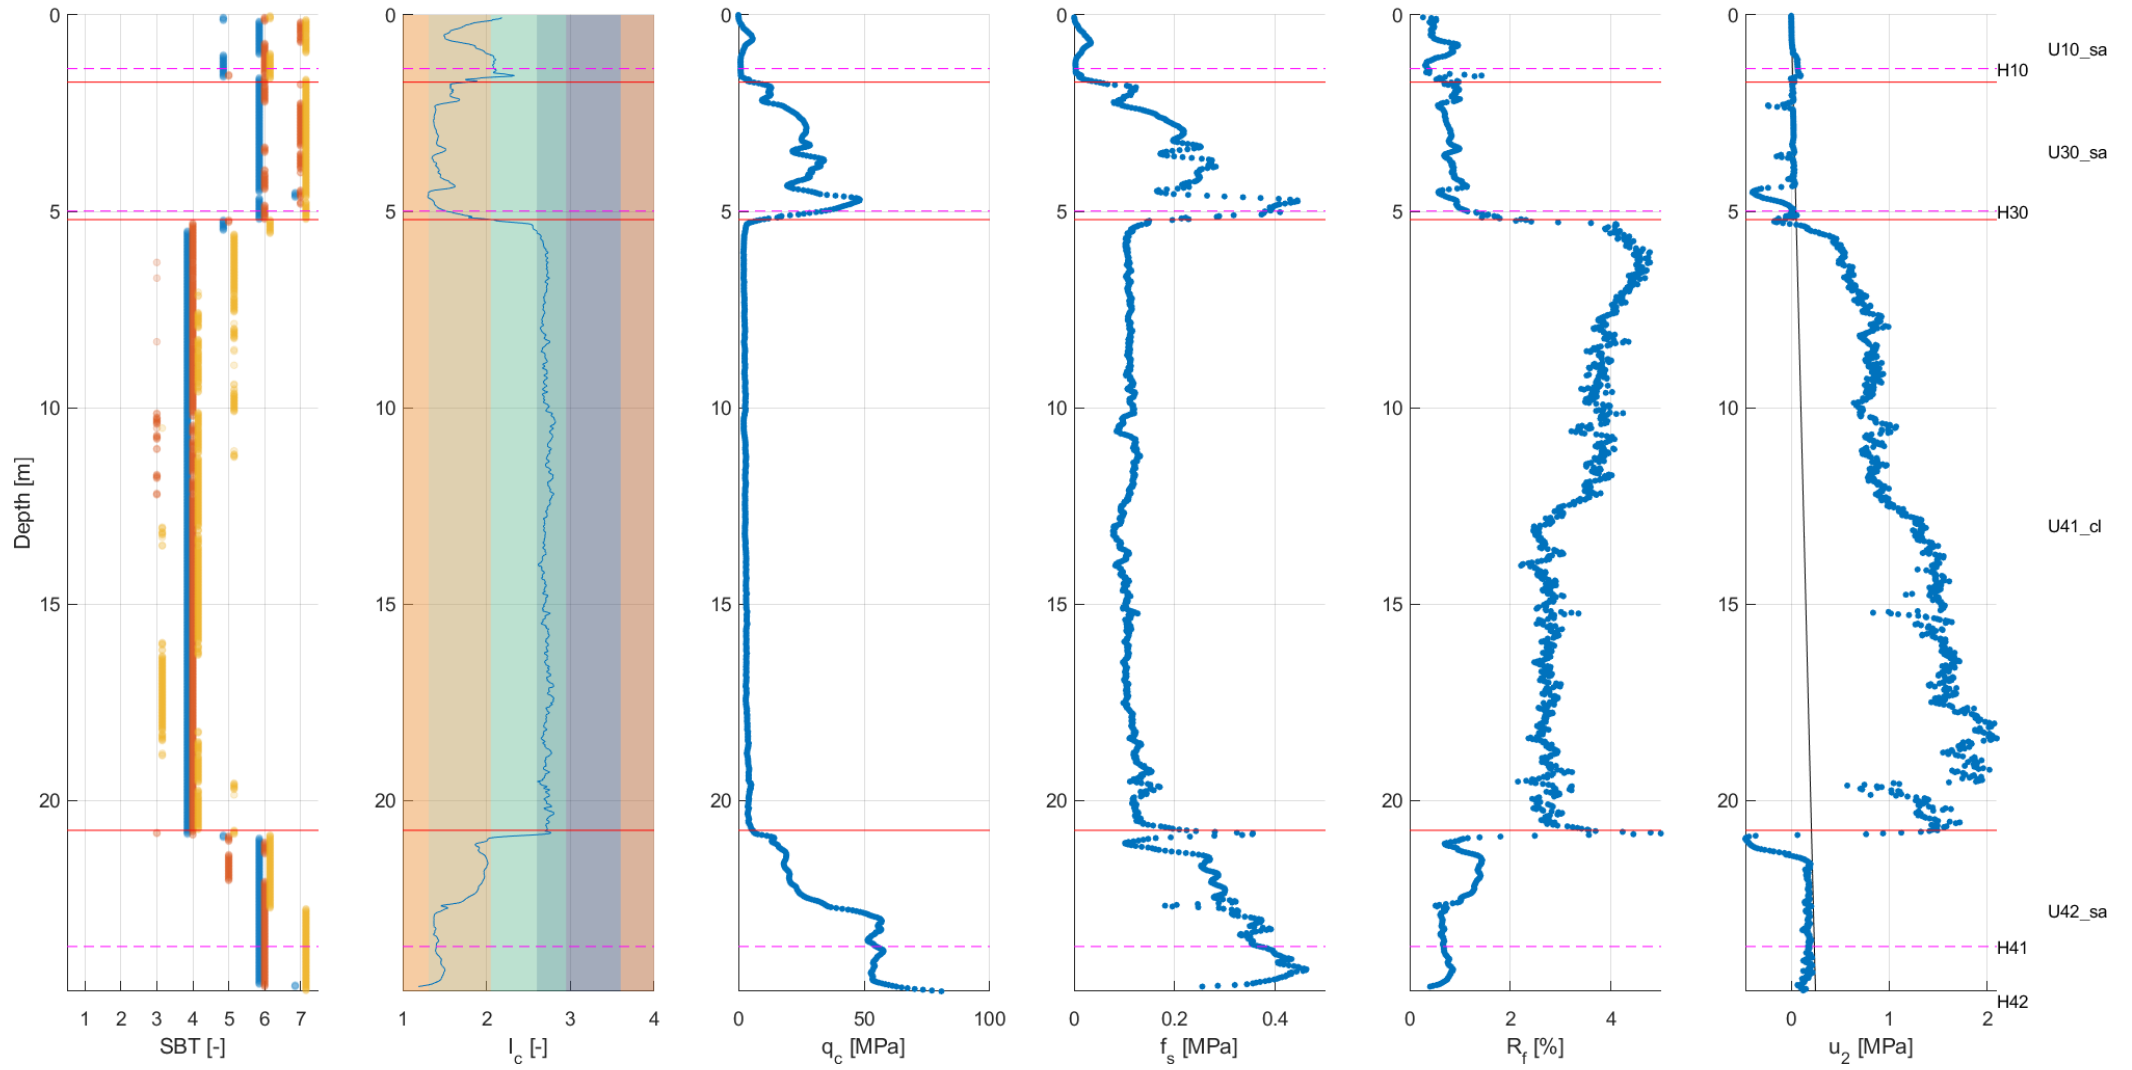 0 0 0 0 0 0
U10_sa
H10
U30_sa
5 5 5 5 5 5
H30
10 10 10 10 10 10
Depth [m]
U41_cl
15 15 15 15 15 15
20 20 20 20 20 20
U42_sa
H41
H42
1 2 3 4 5 6 7
1 2 3 4
0 50 100
0 0.2 0.4
0 2 4
0 1 2
SBT [-]
I_c [-]
q_c [MPa]
f_s [MPa]
R_f [%]
u_2 [MPa]